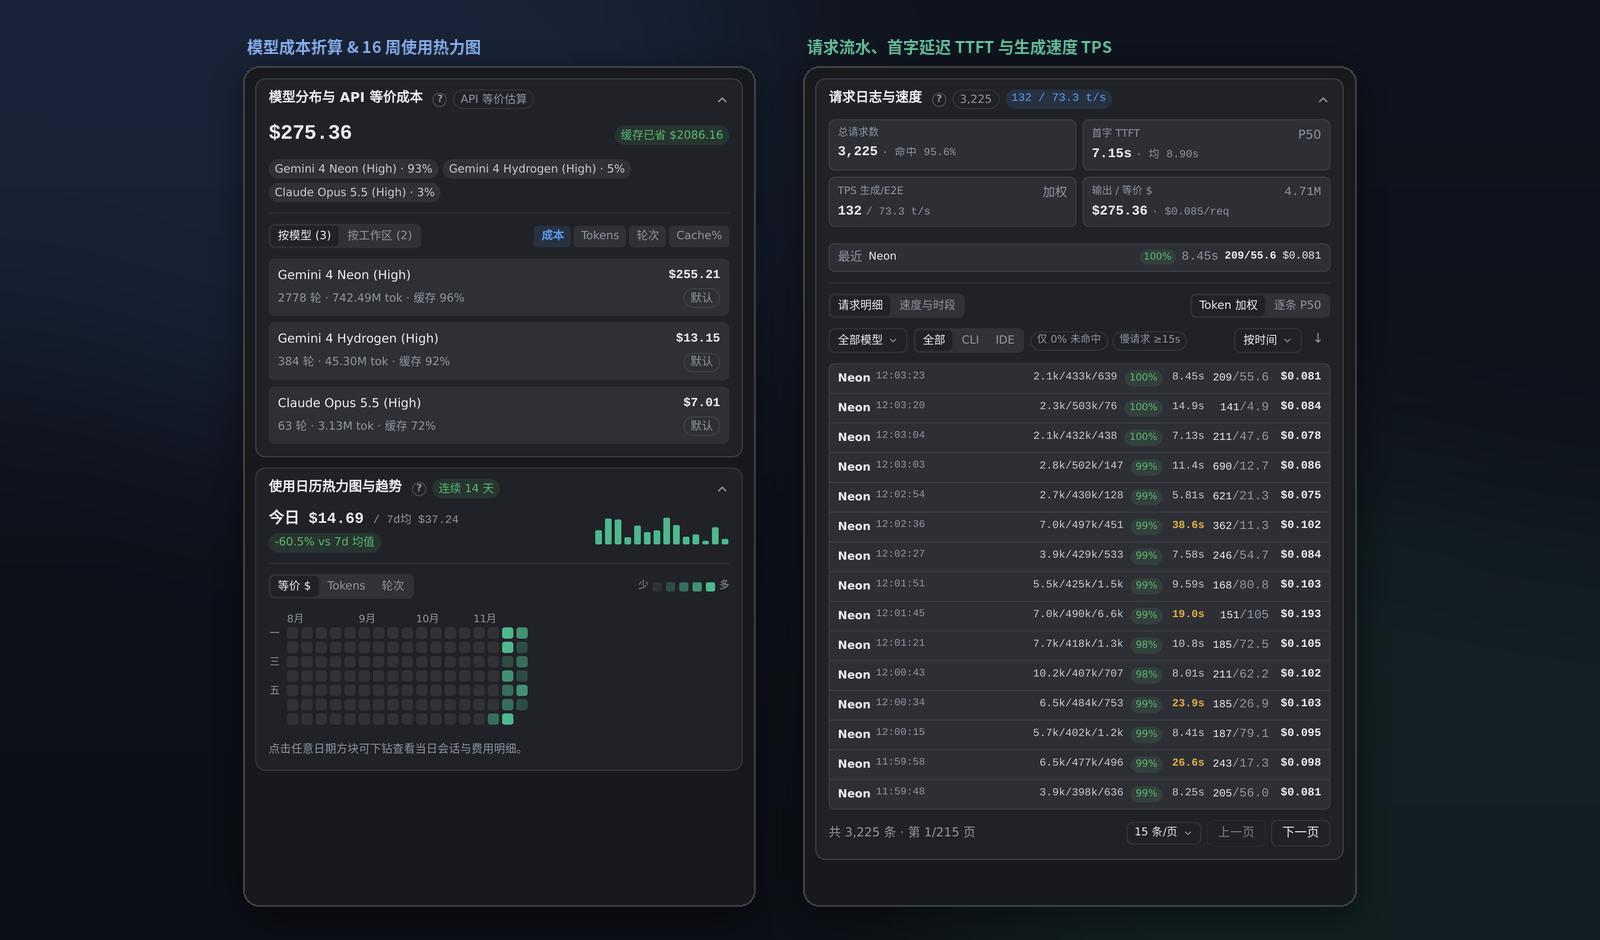 模型成本折算 & 16 周使用热力图
模型分布与 API 等价成本 ? API 等价估算
$275.36 缓存已省 $2086.16
Gemini 4 Neon (High) · 93% Gemini 4 Hydrogen (High) · 5%
Claude Opus 5.5 (High) · 3%
按模型 (3) 按工作区 (2) 成本 Tokens 轮次 Cache%
Gemini 4 Neon (High) $255.21
2778 轮 · 742.49M tok · 缓存 96% 默认
Gemini 4 Hydrogen (High) $13.15
384 轮 · 45.30M tok · 缓存 92% 默认
Claude Opus 5.5 (High) $7.01
63 轮 · 3.13M tok · 缓存 72% 默认
使用日历热力图与趋势 ? 连续 14 天
今日 $14.69 / 7d均 $37.24
-60.5% vs 7d 均值
等价 $ Tokens 轮次 少 多
8月 9月 10月 11月
一
三
五
点击任意日期方块可下钻查看当日会话与费用明细。
请求流水、首字延迟 TTFT 与生成速度 TPS
请求日志与速度 ? 3,225 132 / 73.3 t/s
总请求数
3,225 · 命中 95.6%
首字 TTFT P50
7.15s · 均 8.90s
TPS 生成/E2E 加权
132 / 73.3 t/s
输出 / 等价 $ 4.71M
$275.36 · $0.085/req
最近 Neon 100% 8.45s 209/55.6 $0.081
请求明细 速度与时段 Token 加权 逐条 P50
全部模型 全部 CLI IDE 仅 0% 未命中 慢请求 ≥15s 按时间 ↓
Neon 12:03:23 2.1k/433k/639 100% 8.45s 209/55.6 $0.081
Neon 12:03:20 2.3k/503k/76 100% 14.9s 141/4.9 $0.084
Neon 12:03:04 2.1k/432k/438 100% 7.13s 211/47.6 $0.078
Neon 12:03:03 2.8k/502k/147 99% 11.4s 690/12.7 $0.086
Neon 12:02:54 2.7k/430k/128 99% 5.81s 621/21.3 $0.075
Neon 12:02:36 7.0k/497k/451 99% 38.6s 362/11.3 $0.102
Neon 12:02:27 3.9k/429k/533 99% 7.58s 246/54.7 $0.084
Neon 12:01:51 5.5k/425k/1.5k 99% 9.59s 168/80.8 $0.103
Neon 12:01:45 7.0k/490k/6.6k 99% 19.0s 151/105 $0.193
Neon 12:01:21 7.7k/418k/1.3k 98% 10.8s 185/72.5 $0.105
Neon 12:00:43 10.2k/407k/707 98% 8.01s 211/62.2 $0.102
Neon 12:00:34 6.5k/484k/753 99% 23.9s 185/26.9 $0.103
Neon 12:00:15 5.7k/402k/1.2k 99% 8.41s 187/79.1 $0.095
Neon 11:59:58 6.5k/477k/496 99% 26.6s 243/17.3 $0.098
Neon 11:59:48 3.9k/398k/636 99% 8.25s 205/56.0 $0.081
共 3,225 条 · 第 1/215 页 15 条/页 上一页 下一页